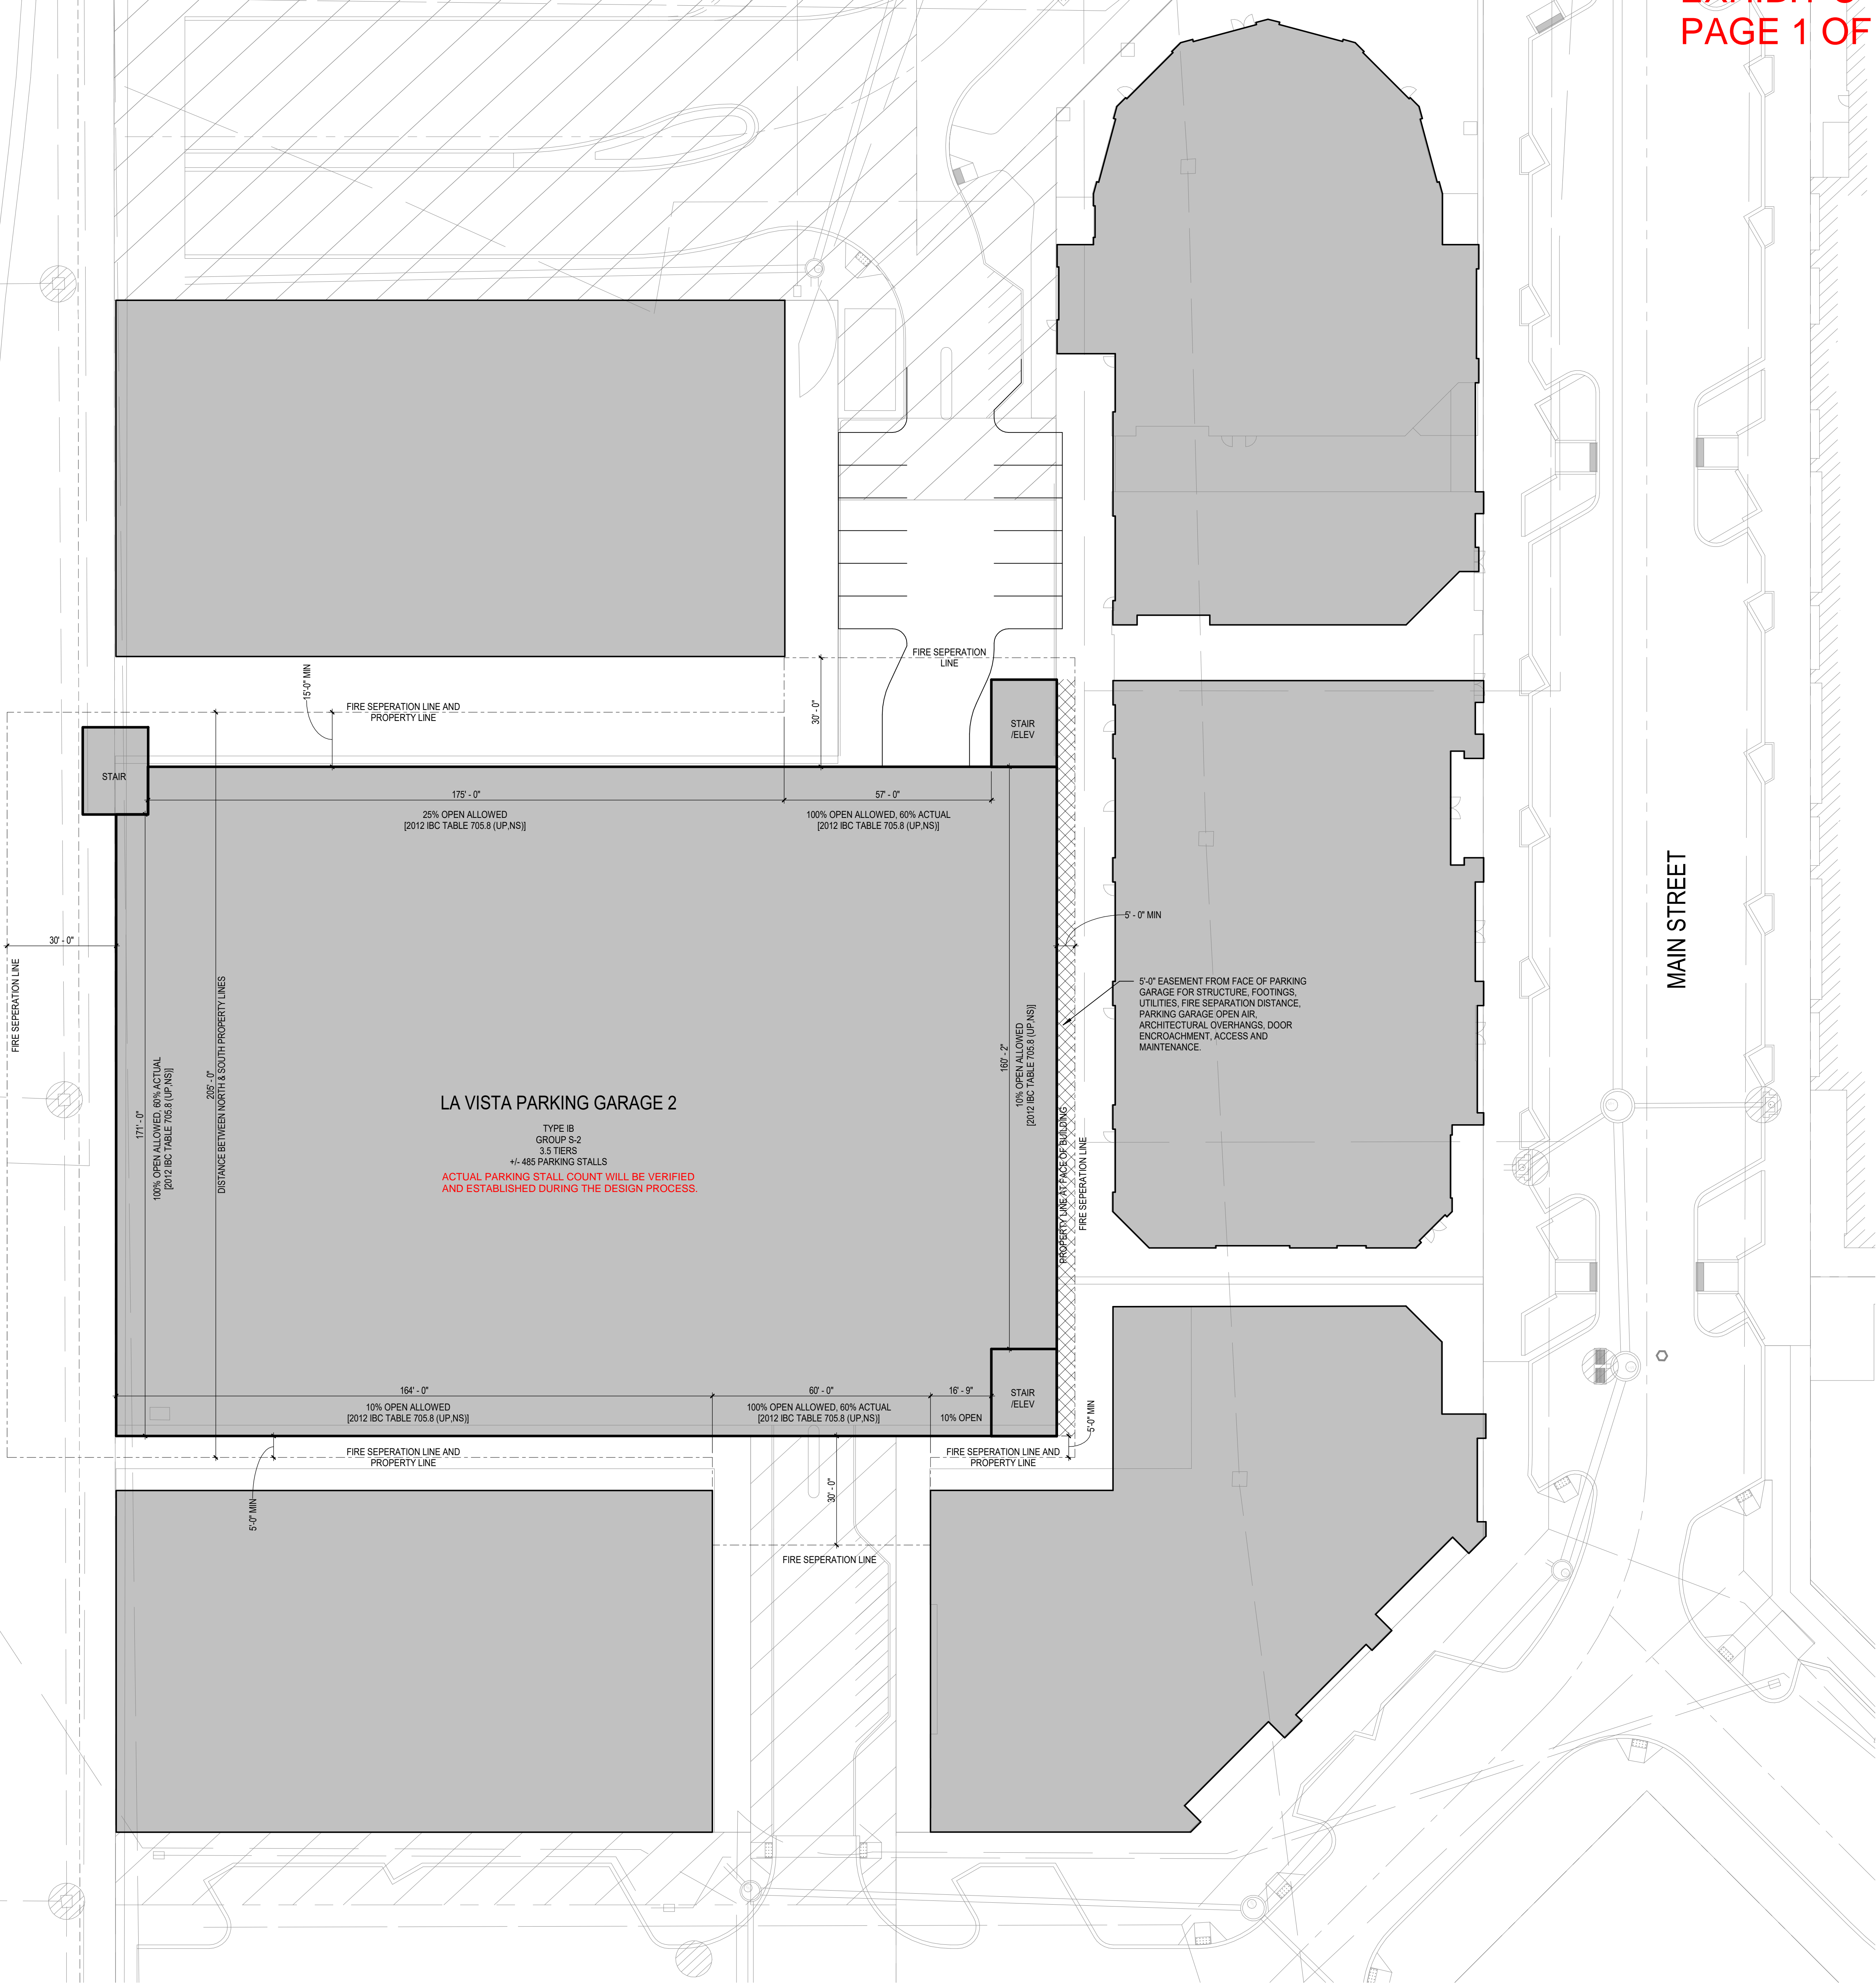 PAGE 1 OF
FIRE SEPERATION
LINE
15'-0" MIN
FIRE SEPERATION LINE AND
PROPERTY LINE
30' - 0"
STAIR
/ELEV
STAIR
175' - 0"
57' - 0"
25% OPEN ALLOWED
[2012 IBC TABLE 705.8 (UP,NS)]
100% OPEN ALLOWED, 60% ACTUAL
[2012 IBC TABLE 705.8 (UP,NS)]
MAIN STREET
5' - 0" MIN
30' - 0"
FIRE SEPERATION LINE
5'-0" EASEMENT FROM FACE OF PARKING
GARAGE FOR STRUCTURE, FOOTINGS,
UTILITIES, FIRE SEPARATION DISTANCE,
PARKING GARAGE OPEN AIR,
ARCHITECTURAL OVERHANGS, DOOR
ENCROACHMENT, ACCESS AND
MAINTENANCE.
171' - 0"
100% OPEN ALLOWED, 60% ACTUAL
[2012 IBC TABLE 705.8 (UP,NS)]
205' - 0"
DISTANCE BETWEEN NORTH & SOUTH PROPERTY LINES
160' - 2"
10% OPEN ALLOWED
[2012 IBC TABLE 705.8 (UP,NS)]
PROPERTY LINE AT FACE OF BUILDING
FIRE SEPERATION LINE
LA VISTA PARKING GARAGE 2
TYPE IB
GROUP S-2
3.5 TIERS
+/- 485 PARKING STALLS
ACTUAL PARKING STALL COUNT WILL BE VERIFIED
AND ESTABLISHED DURING THE DESIGN PROCESS.
164' - 0"
60' - 0"
16' - 9"
10% OPEN ALLOWED
[2012 IBC TABLE 705.8 (UP,NS)]
100% OPEN ALLOWED, 60% ACTUAL
[2012 IBC TABLE 705.8 (UP,NS)]
10% OPEN
STAIR
/ELEV
5'-0" MIN
FIRE SEPERATION LINE AND
PROPERTY LINE
FIRE SEPERATION LINE AND
PROPERTY LINE
5'-0" MIN
30' - 0"
FIRE SEPERATION LINE